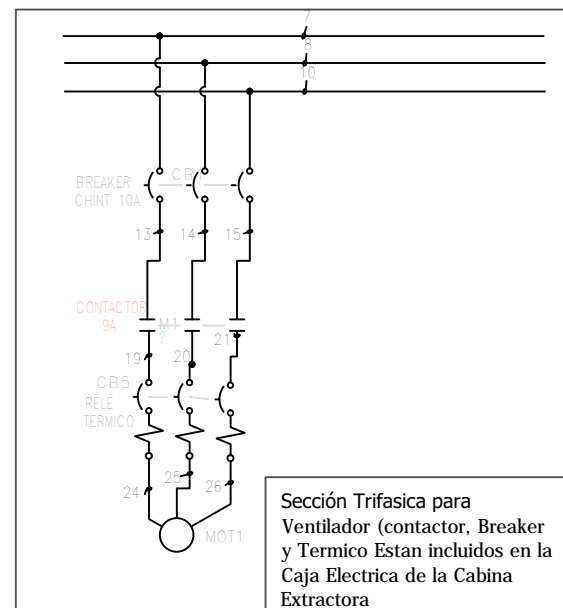 7
8
10
BREAKER
CHINT 10A
CB
13
14
15
CONTACTOR
9A
M1
?
21
19
20
CB5
RELE
TERMICO
24
25
26
MOT1
Sección Trifasica para
Ventilador (contactor, Breaker
y Termico Estan incluidos en la
Caja Electrica de la Cabina
Extractora